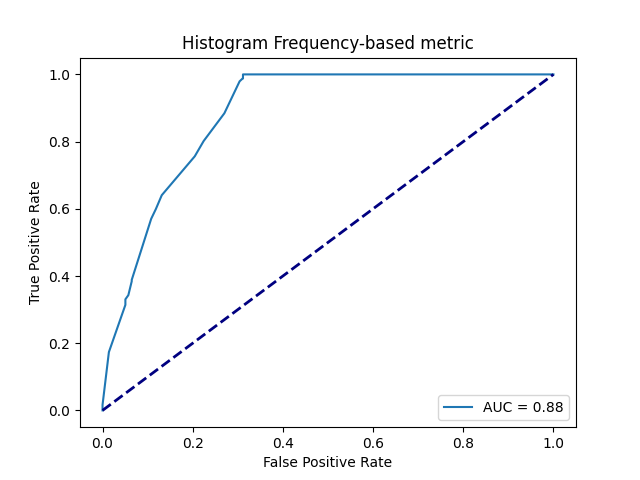 Histogram Frequency-based metric
True Positive Rate
1.0
0.8
0.6
0.4
0.2
0.0
AUC = 0.88
0.0 0.2 0.4 0.6 0.8 1.0
False Positive Rate